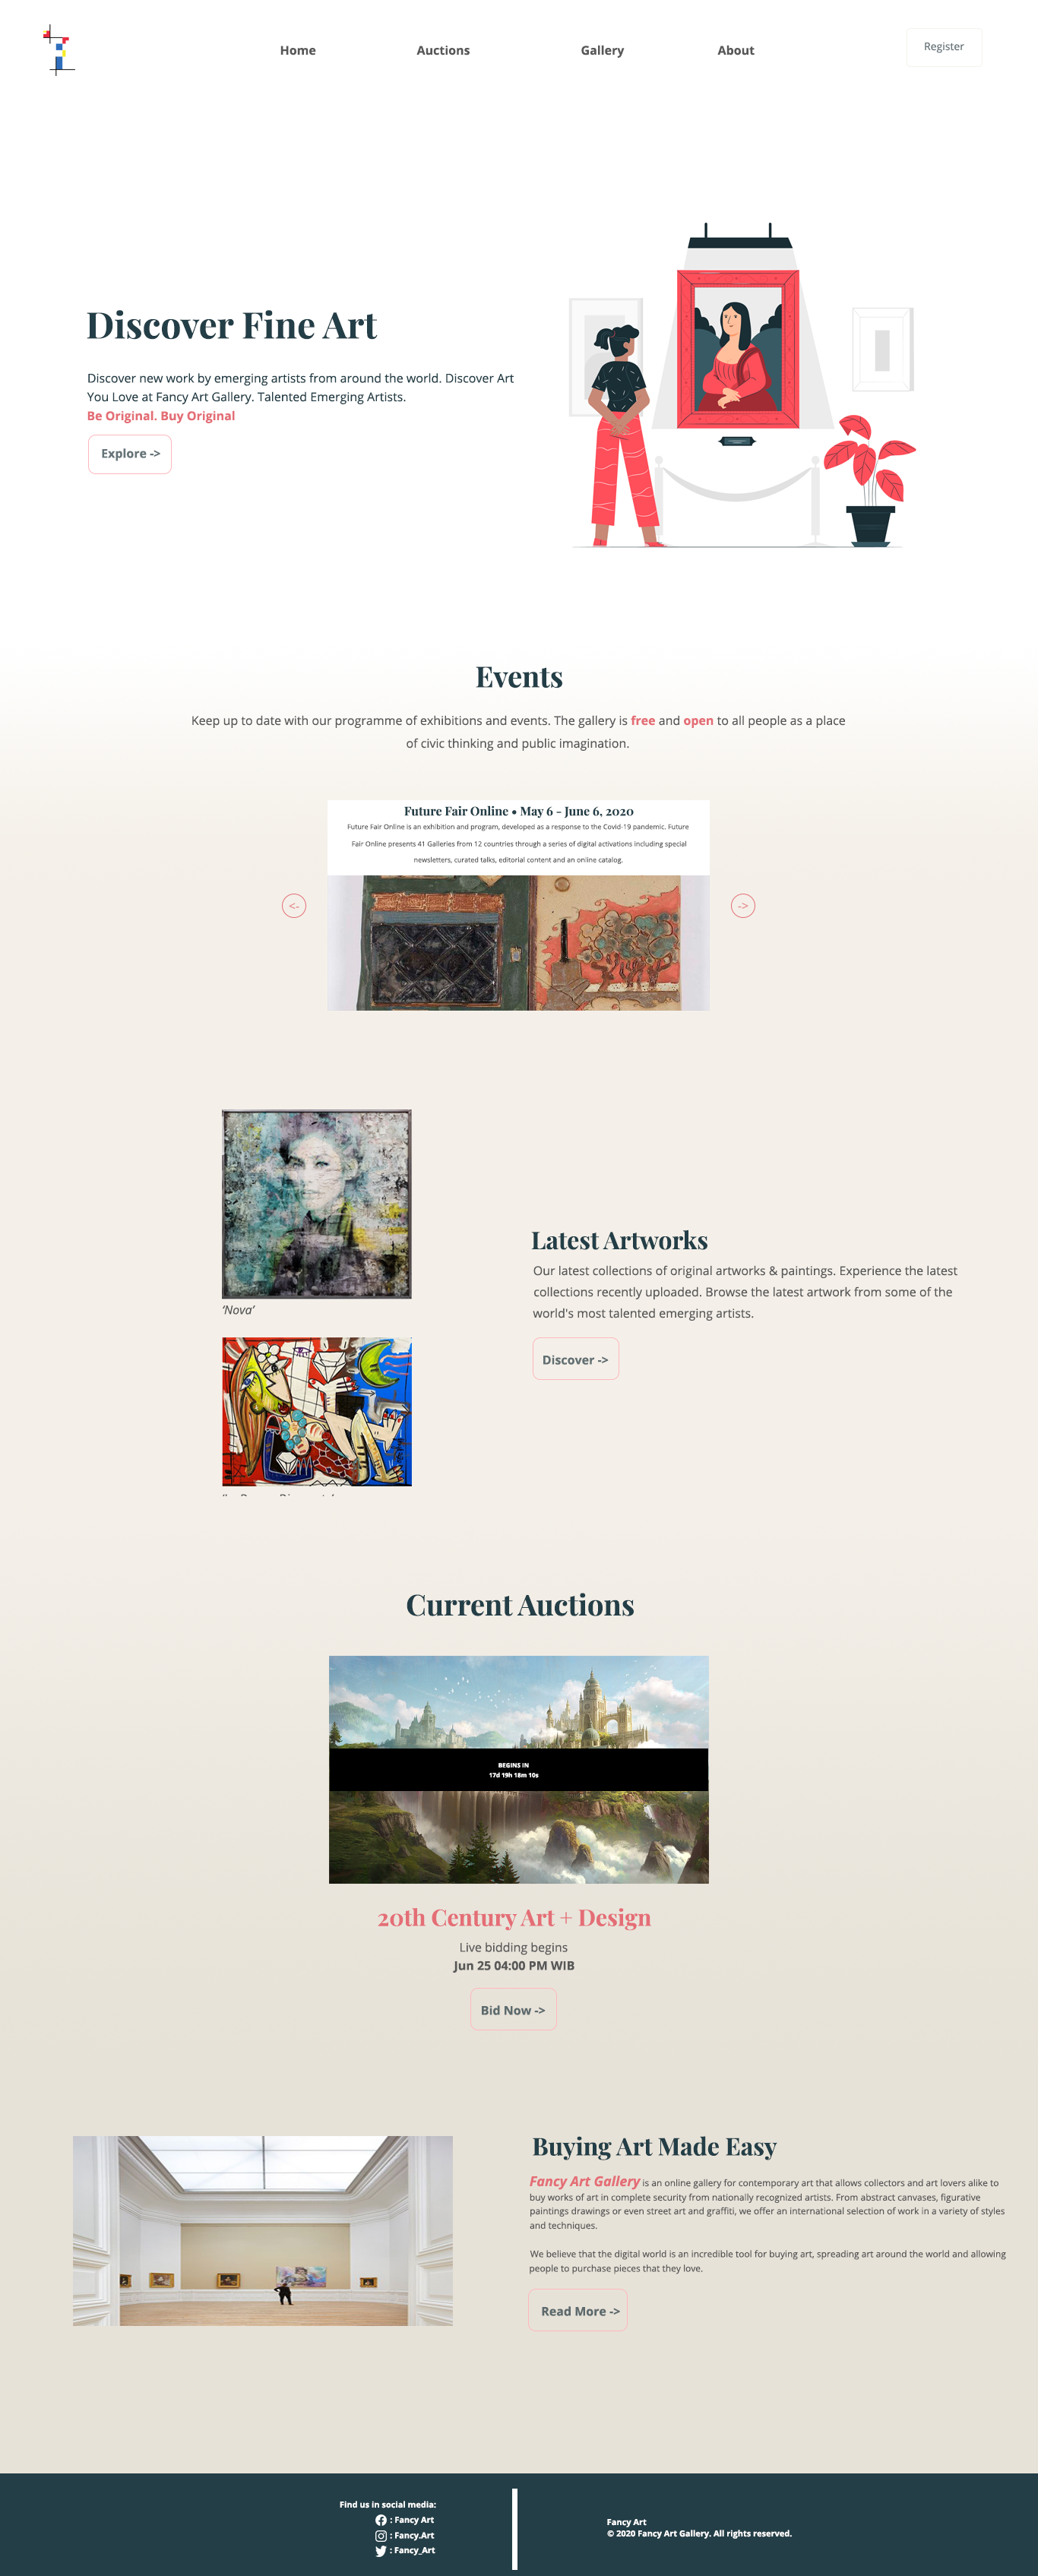 Home
Auctions
Gallery
About
Register
Discover Fine Art
Discover new work by emerging artists from around the world. Discover Art
You Love at Fancy Art Gallery. Talented Emerging Artists.
Be Original. Buy Original
Explore ->
Events
Keep up to date with our programme of exhibitions and events. The gallery is free and open to all people as a place
of civic thinking and public imagination.
Future Fair Online • May 6 - June 6, 2020
Future Fair Online is an exhibition and program, developed as a response to the Covid-19 pandemic. Future
Fair Online presents 41 Galleries from 12 countries through a series of digital activations including special
newsletters, curated talks, editorial content and an online catalog.
<-
->
'Nova'
Latest Artworks
Our latest collections of original artworks & paintings. Experience the latest
collections recently uploaded. Browse the latest artwork from some of the
world's most talented emerging artists.
Discover ->
Current Auctions
BEGINS IN
17d 19h 18m 10s
20th Century Art + Design
Live bidding begins
Jun 25 04:00 PM WIB
Bid Now ->
Buying Art Made Easy
Fancy Art Gallery is an online gallery for contemporary art that allows collectors and art lovers alike to
buy works of art in complete security from nationally recognized artists. From abstract canvases, figurative
paintings drawings or even street art and graffiti, we offer an international selection of work in a variety of styles
and techniques.
We believe that the digital world is an incredible tool for buying art, spreading art around the world and allowing
people to purchase pieces that they love.
Read More ->
Find us in social media:
: Fancy Art
: Fancy.Art
: Fancy_Art
Fancy Art
© 2020 Fancy Art Gallery. All rights reserved.